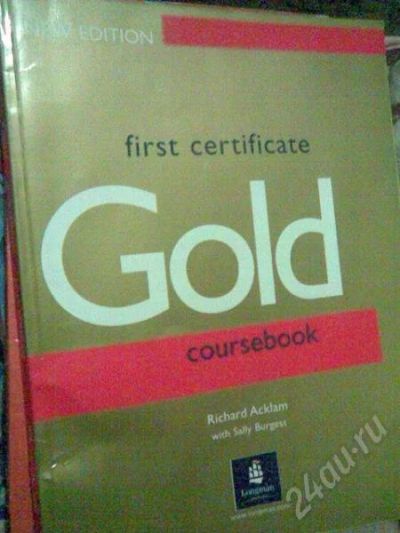 NEW EDITION
first certificate
Gold
coursebook
Richard Acklam
with Sally Burgess
Longman
24au.ru